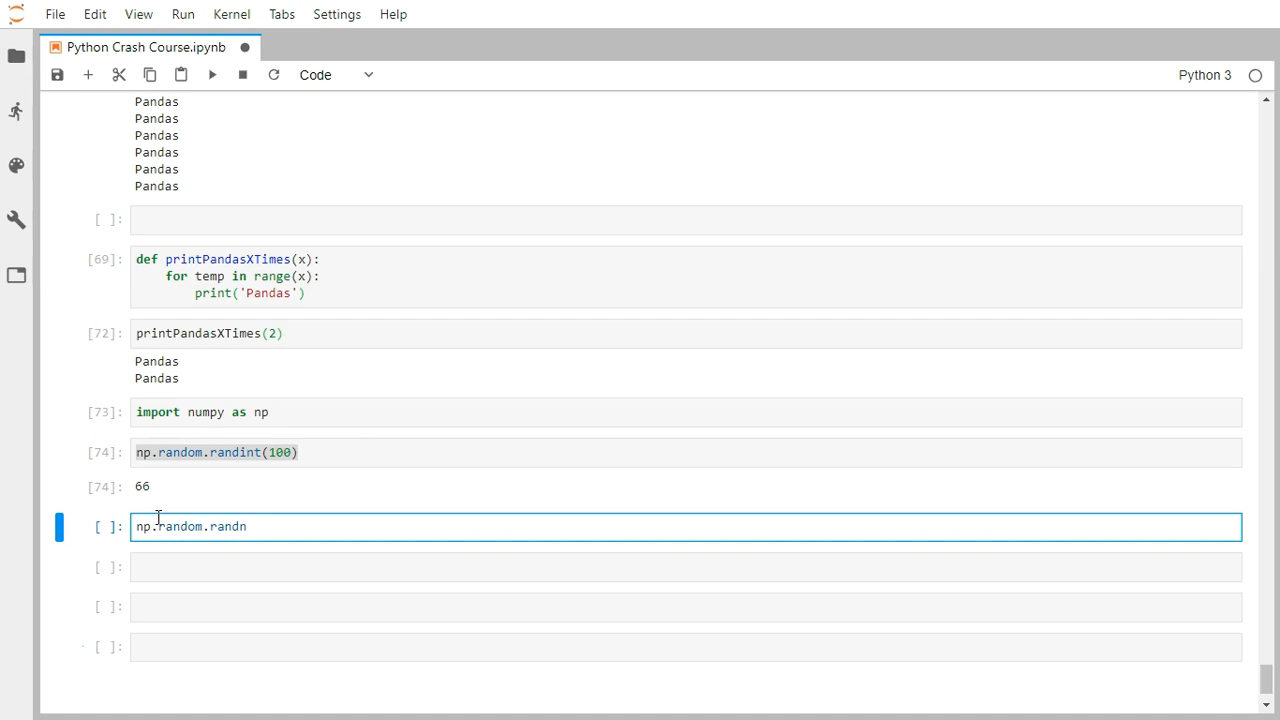 File Edit View Run Kernel Tabs Settings Help
Python Crash Course.ipynb
Code Python 3
Pandas
Pandas
Pandas
Pandas
Pandas
Pandas
[ ]:
[69]: def printPandasXTimes(x):
for temp in range(x):
print('Pandas')
[72]: printPandasXTimes(2)
Pandas
Pandas
[73]: import numpy as np
[74]: np.random.randint(100)
[74]: 66
[ ]: np.random.randn
[ ]:
[ ]:
[ ]: